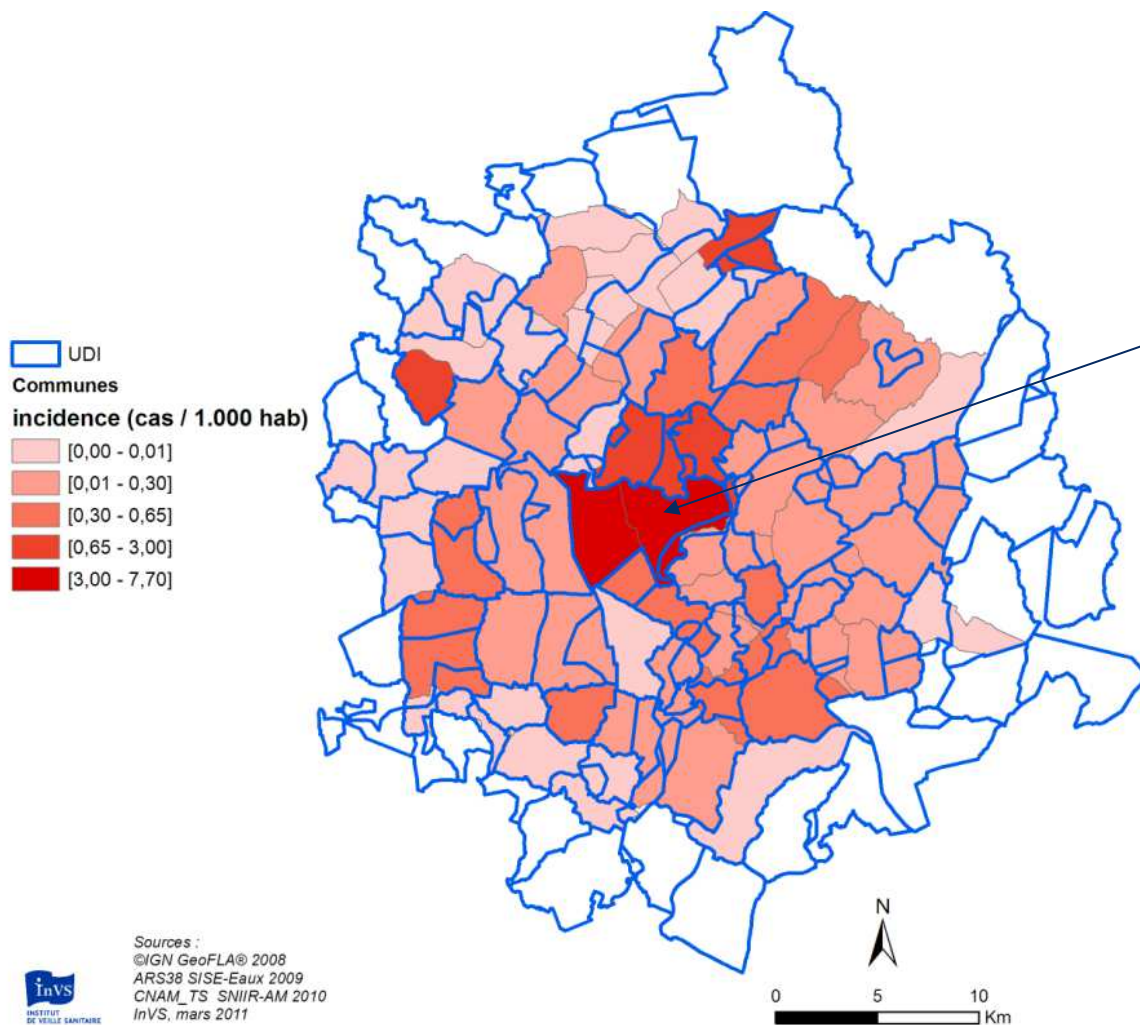 UDI
Communes
incidence (cas / 1.000 hab)
[0,00 - 0,01]
[0,01 - 0,30]
[0,30 - 0,65]
[0,65 - 3,00]
[3,00 - 7,70]
Sources :
©IGN GeoFLA® 2008
ARS38 SISE-Eaux 2009
CNAM_TS SNIIR-AM 2010
InVS, mars 2011
InVS
INSTITUT
DE VEILLE SANITAIRE
N
0 5 10
Km